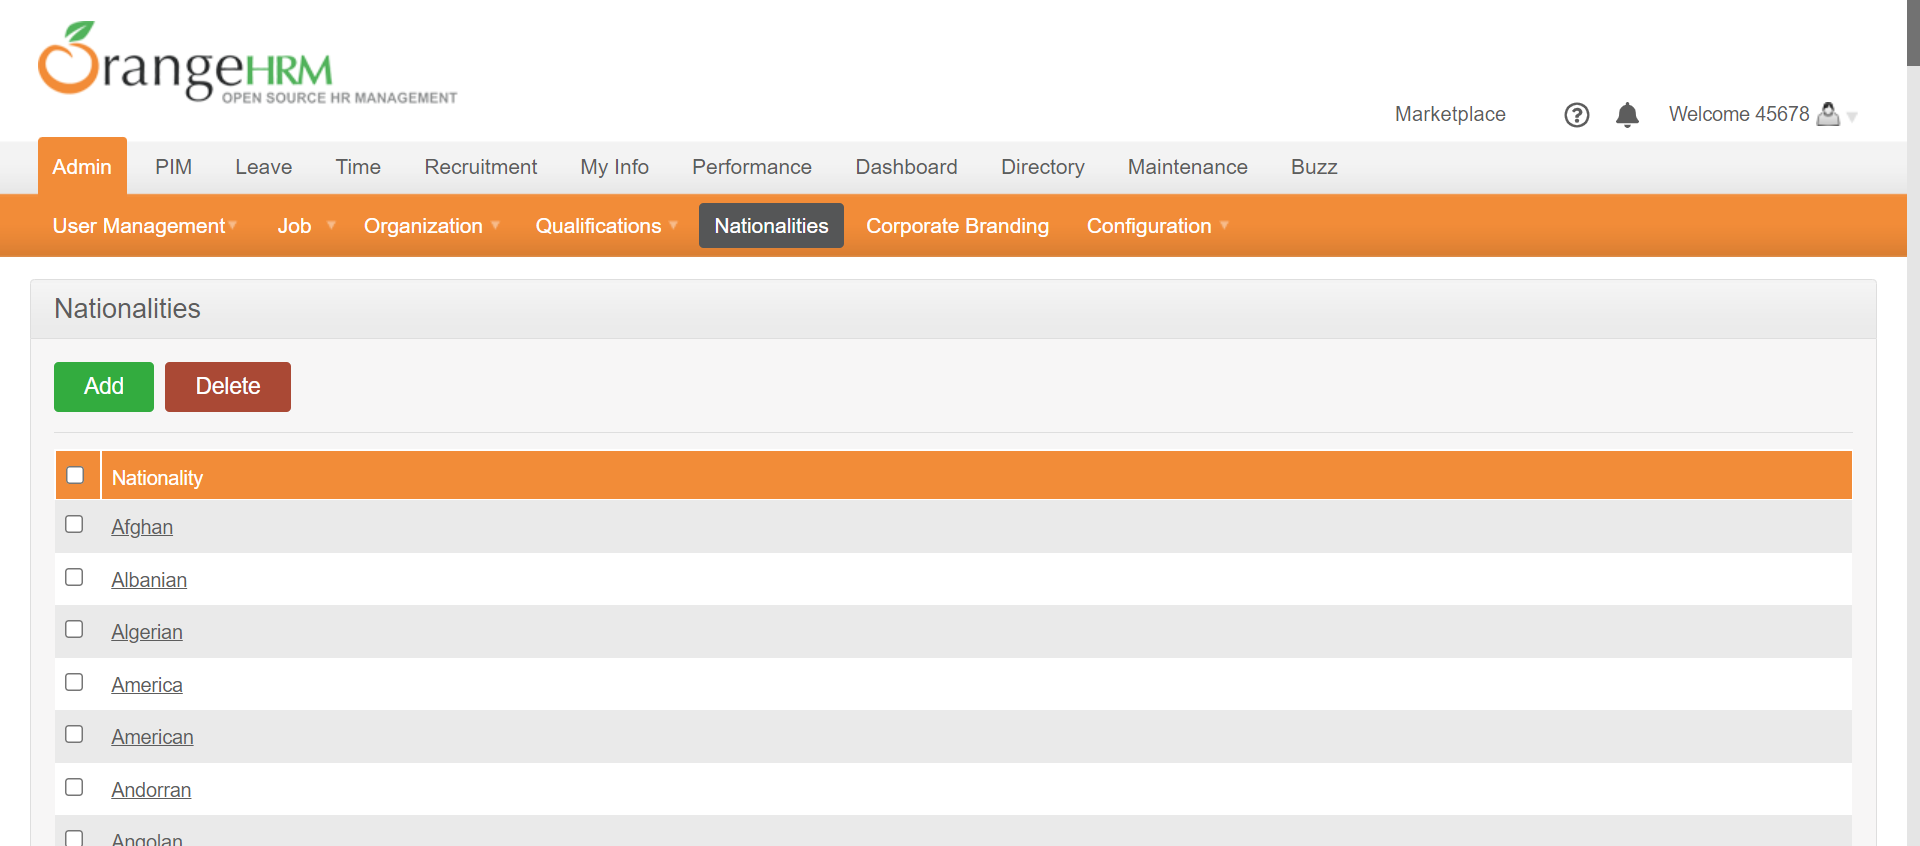 OrangeHRM
OPEN SOURCE HR MANAGEMENT
Marketplace ? Welcome 45678
Admin PIM Leave Time Recruitment My Info Performance Dashboard Directory Maintenance Buzz
User Management Job Organization Qualifications Nationalities Corporate Branding Configuration
Nationalities
Add Delete
Nationality
Afghan
Albanian
Algerian
America
American
Andorran
Angolan